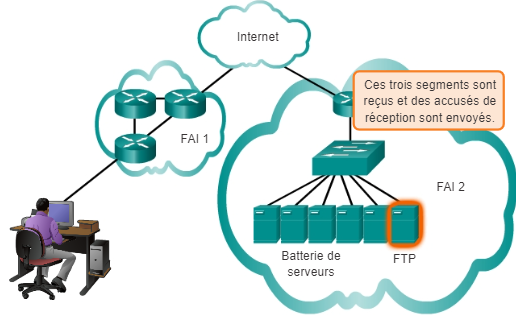 Internet
Ces trois segments sont
reçus et des accusés de
réception sont envoyés.
FAI 1
FAI 2
Batterie de
serveurs
FTP